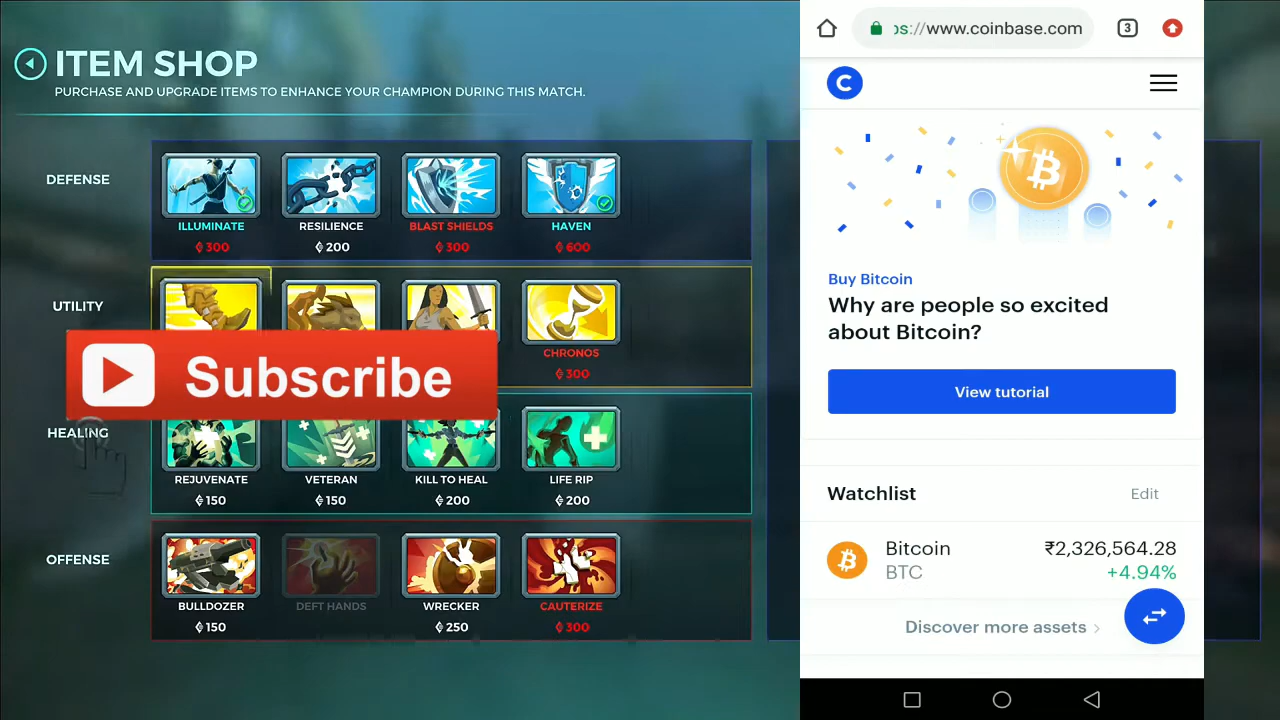 ITEM SHOP
PURCHASE AND UPGRADE ITEMS TO ENHANCE YOUR CHAMPION DURING THIS MATCH.
DEFENSE
ILLUMINATE
300
RESILIENCE
200
BLAST SHIELDS
300
HAVEN
600
UTILITY
CHRONOS
300
Subscribe
HEALING
REJUVENATE
150
VETERAN
150
KILL TO HEAL
200
LIFE RIP
200
OFFENSE
BULLDOZER
150
DEFT HANDS
WRECKER
250
CAUTERIZE
300
ps://www.coinbase.com
3
C
Buy Bitcoin
Why are people so excited
about Bitcoin?
View tutorial
Watchlist
Edit
Bitcoin
₹2,326,564.28
BTC
+4.94%
Discover more assets >